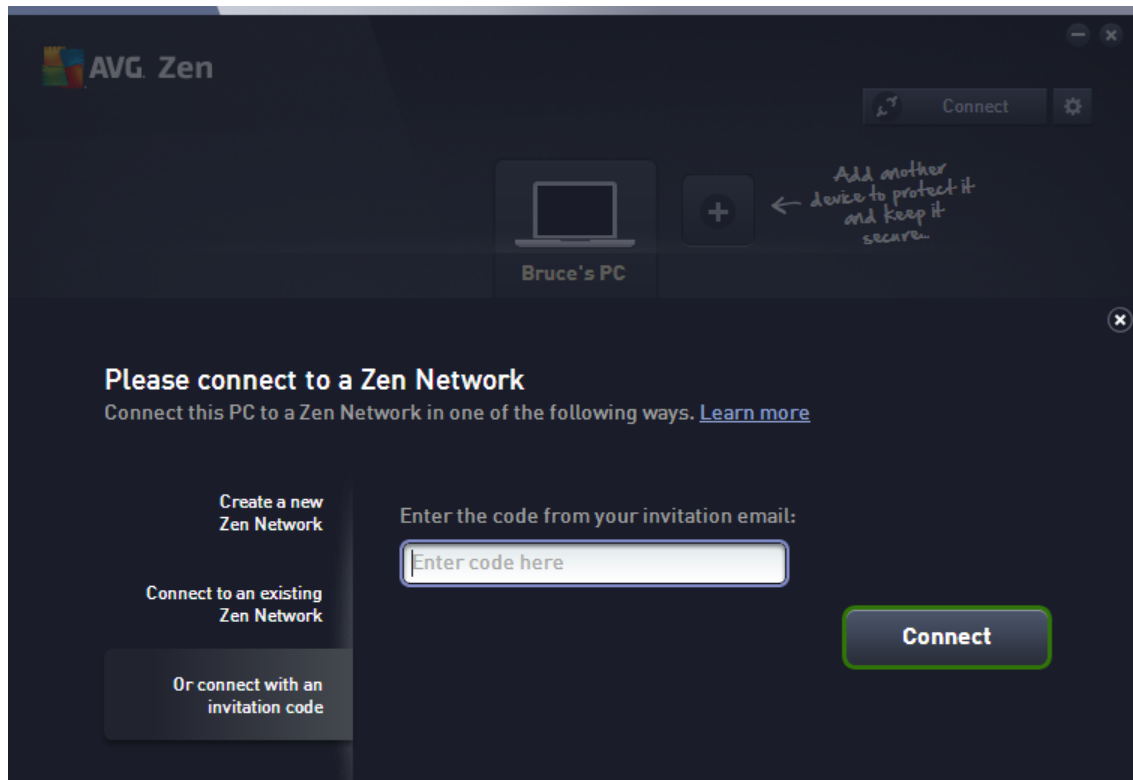 AVG. Zen
Connect
Add another
device to protect it
and keep it
secure...
Bruce's PC
Please connect to a Zen Network
Connect this PC to a Zen Network in one of the following ways. Learn more
Create a new
Zen Network
Connect to an existing
Zen Network
Or connect with an
invitation code
Enter the code from your invitation email:
Enter code here
Connect